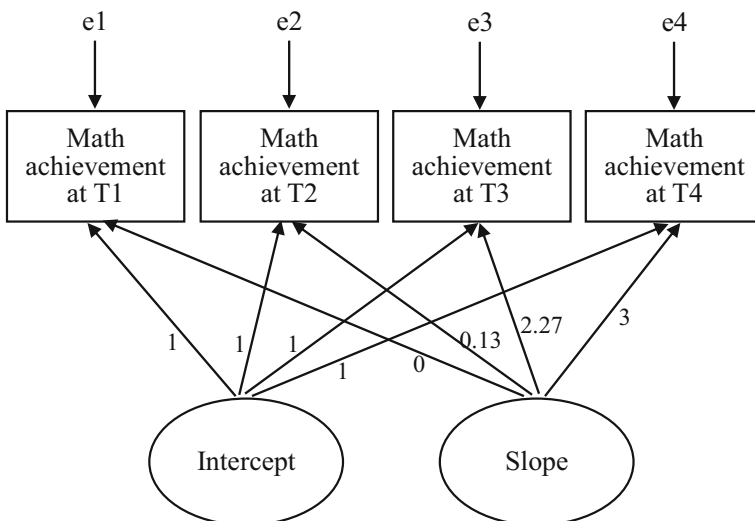 e1 e2 e3 e4
Math
achievement
at T1
Math
achievement
at T2
Math
achievement
at T3
Math
achievement
at T4
1 1 1 1 0 0.13 2.27 3
Intercept
Slope